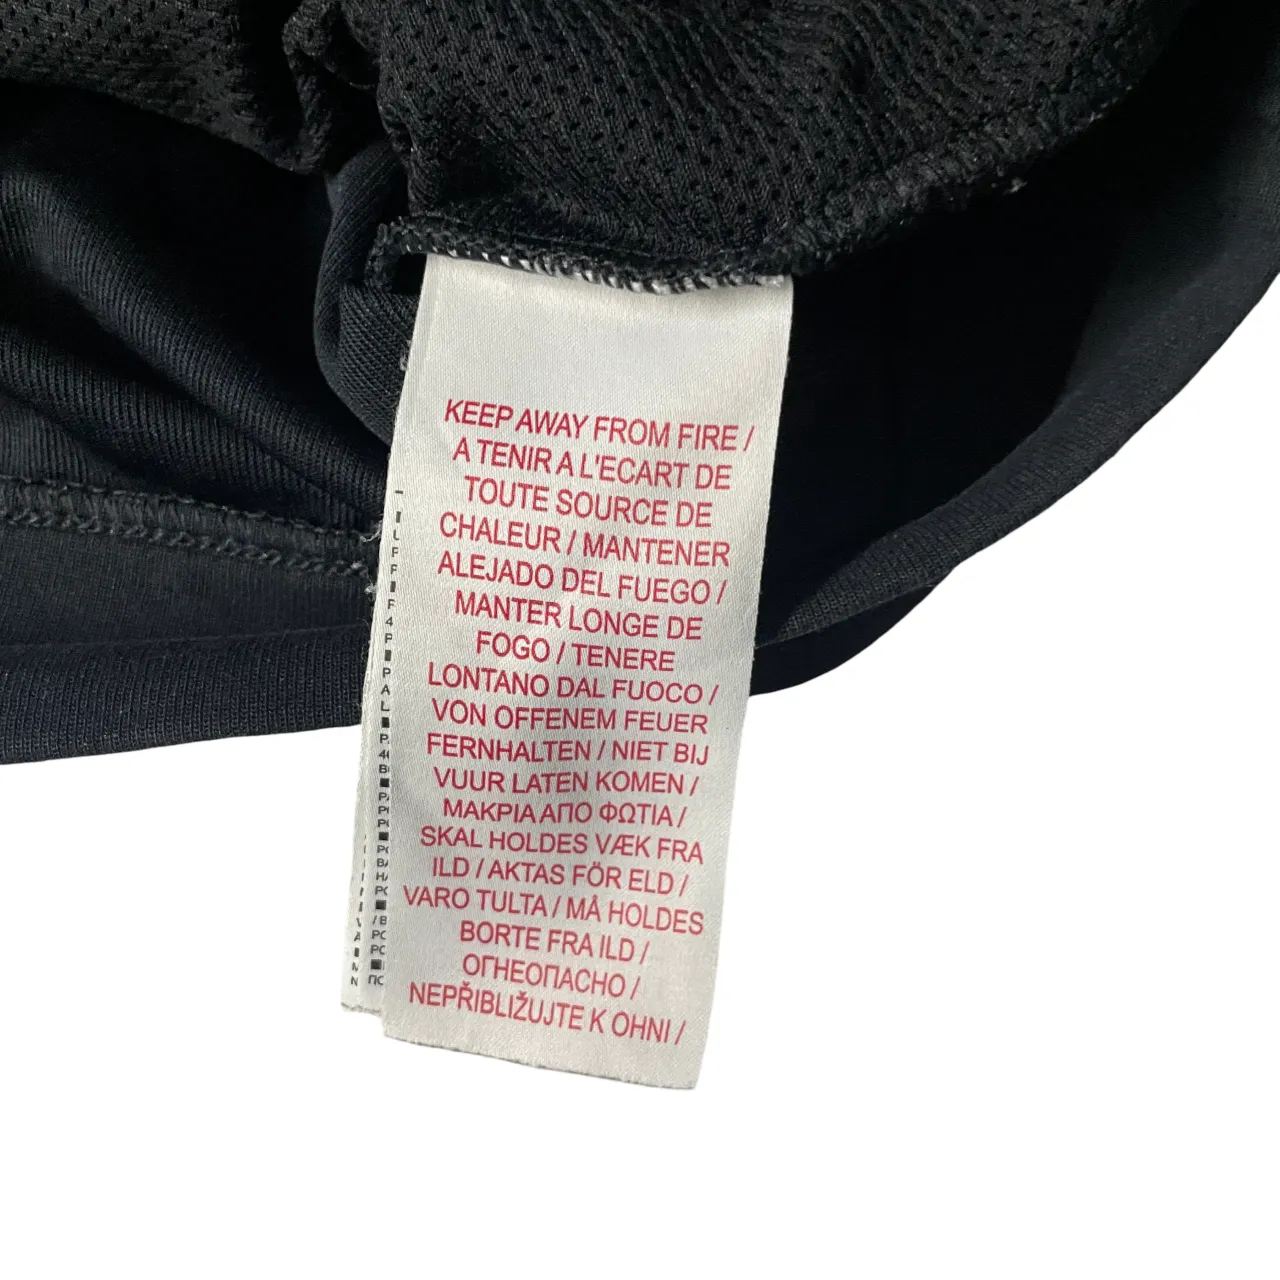 KEEP AWAY FROM FIRE /
A TENIR A L'ECART DE
TOUTE SOURCE DE
CHALEUR / MANTENER
ALEJADO DEL FUEGO /
MANTER LONGE DE
FOGO / TENERE
LONTANO DAL FUOCO /
VON OFFENEM FEUER
FERNHALTEN / NIET BIJ
VUUR LATEN KOMEN /
ΜΑΚΡΙΑ ΑΠΟ ΦΩΤΙΑ /
SKAL HOLDES VÆK FRA
ILD / AKTAS FÖR ELD /
VARO TULTA / MÅ HOLDES
BORTE FRA ILD /
ОГНЕОПАСНО /
NEPŘIBLIŽUJTE K OHNI /